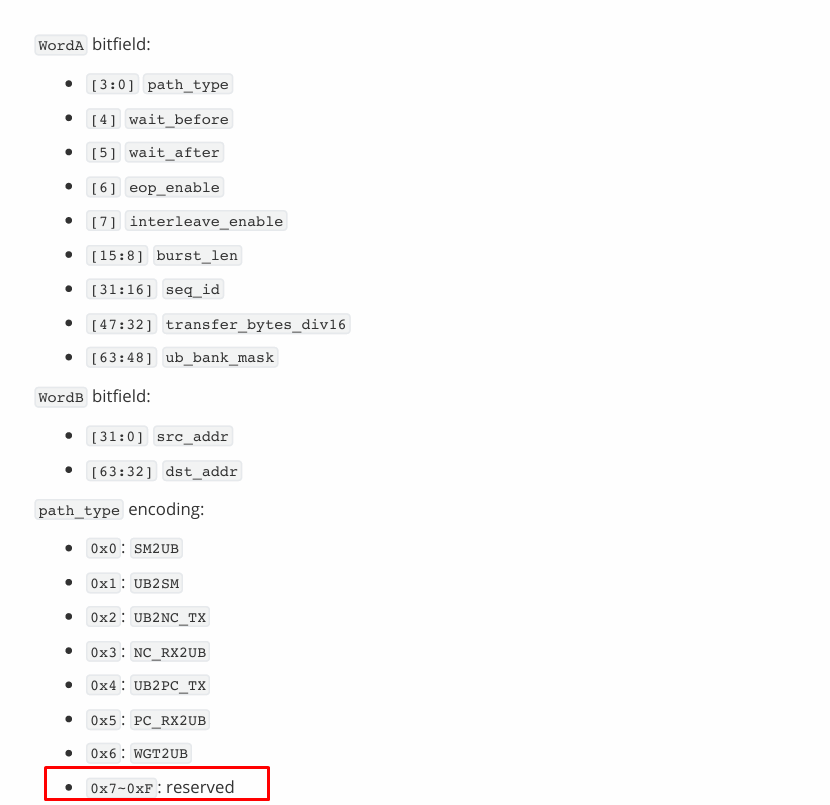 WordA bitfield:
[3:0] path_type
[4] wait_before
[5] wait_after
[6] eop_enable
[7] interleave_enable
[15:8] burst_len
[31:16] seq_id
[47:32] transfer_bytes_div16
[63:48] ub_bank_mask
WordB bitfield:
[31:0] src_addr
[63:32] dst_addr
path_type encoding:
0x0: SM2UB
0x1: UB2SM
0x2: UB2NC_TX
0x3: NC_RX2UB
0x4: UB2PC_TX
0x5: PC_RX2UB
0x6: WGT2UB
0x7~0xF: reserved